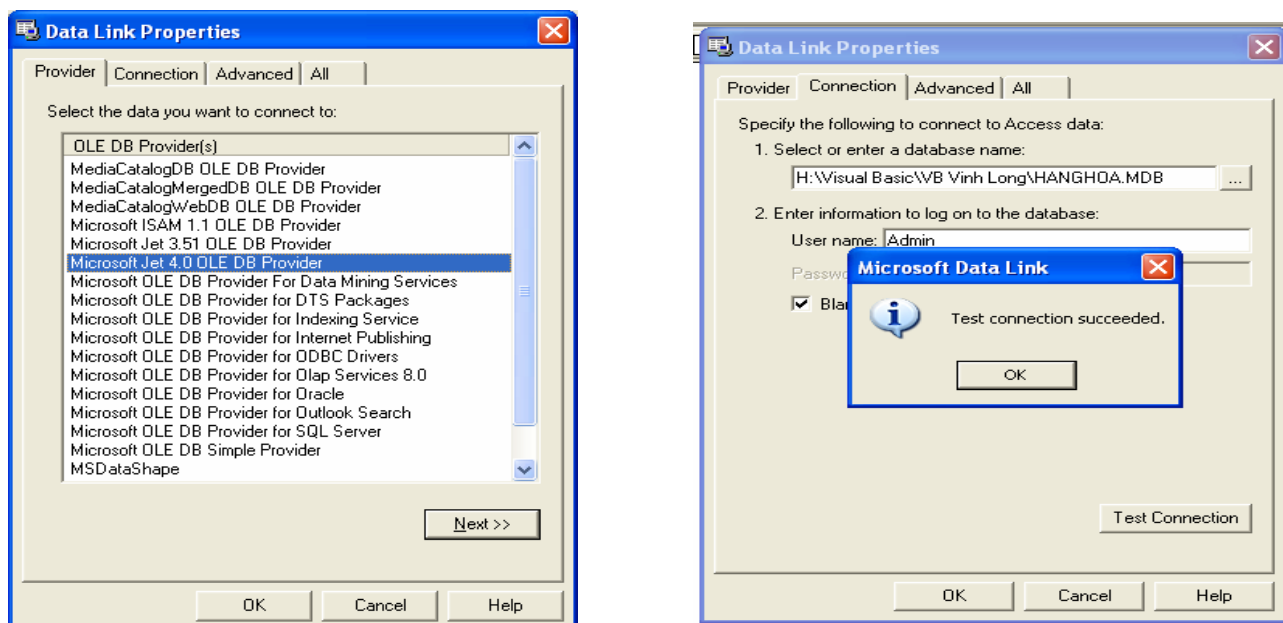 Data Link Properties
Provider Connection Advanced All
Select the data you want to connect to:
OLE DB Provider(s)
MediaCatalogDB OLE DB Provider
MediaCatalogMergedDB OLE DB Provider
MediaCatalogWebDB OLE DB Provider
Microsoft ISAM 1.1 OLE DB Provider
Microsoft Jet 3.51 OLE DB Provider
Microsoft Jet 4.0 OLE DB Provider
Microsoft OLE DB Provider For Data Mining Services
Microsoft OLE DB Provider for DTS Packages
Microsoft OLE DB Provider for Indexing Service
Microsoft OLE DB Provider for Internet Publishing
Microsoft OLE DB Provider for ODBC Drivers
Microsoft OLE DB Provider for Olap Services 8.0
Microsoft OLE DB Provider for Oracle
Microsoft OLE DB Provider for Outlook Search
Microsoft OLE DB Provider for SQL Server
Microsoft OLE DB Simple Provider
MSDataShape
Next >>
OK Cancel Help
Data Link Properties
Provider Connection Advanced All
Specify the following to connect to Access data:
1. Select or enter a database name:
H:\Visual Basic\VB Vinh Long\HANGHOA.MDB ...
2. Enter information to log on to the database:
User name: Admin
Microsoft Data Link
Test connection succeeded.
OK
Test Connection
OK Cancel Help